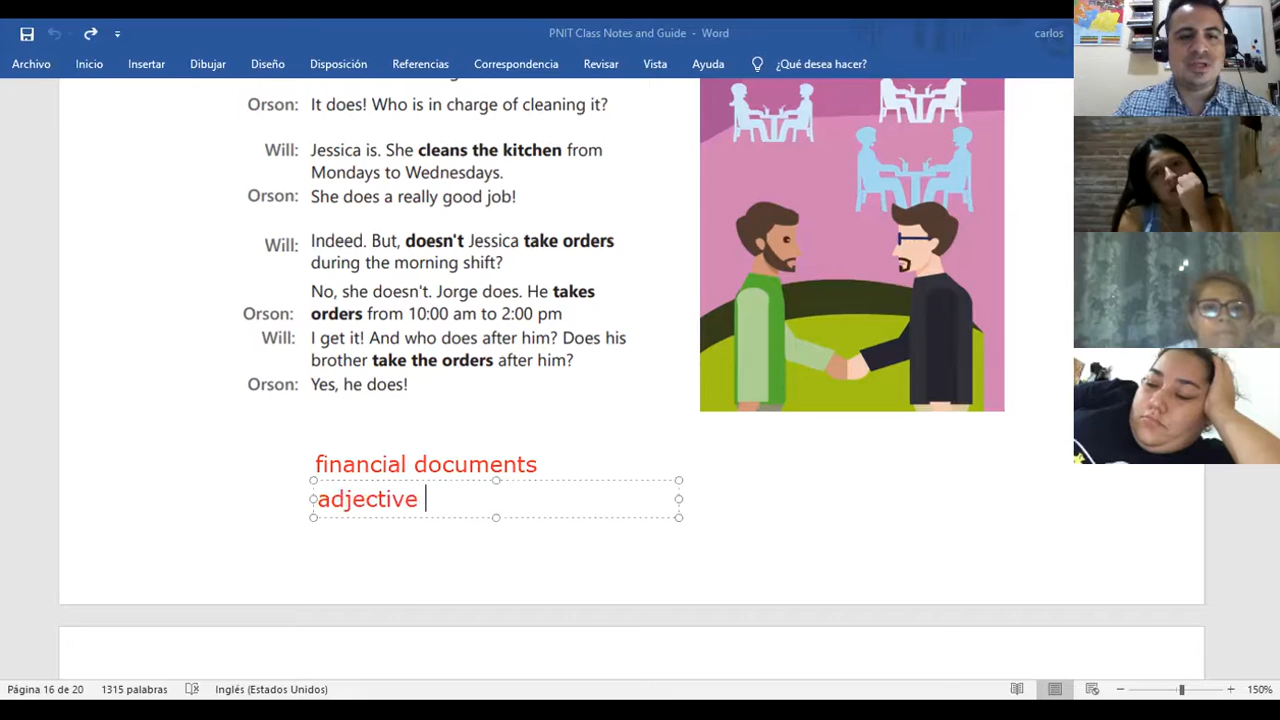 PNIT Class Notes and Guide - Word
carlos
Archivo Inicio Insertar Dibujar Diseño Disposición Referencias Correspondencia Revisar Vista Ayuda ¿Qué desea hacer?
Orson: It does! Who is in charge of cleaning it?
Will: Jessica is. She cleans the kitchen from
Mondays to Wednesdays.
Orson: She does a really good job!
Will: Indeed. But, doesn't Jessica take orders
during the morning shift?
No, she doesn't. Jorge does. He takes
Orson: orders from 10:00 am to 2:00 pm
Will: I get it! And who does after him? Does his
brother take the orders after him?
Orson: Yes, he does!
financial documents
adjective
Página 16 de 20 1315 palabras Inglés (Estados Unidos) 150%